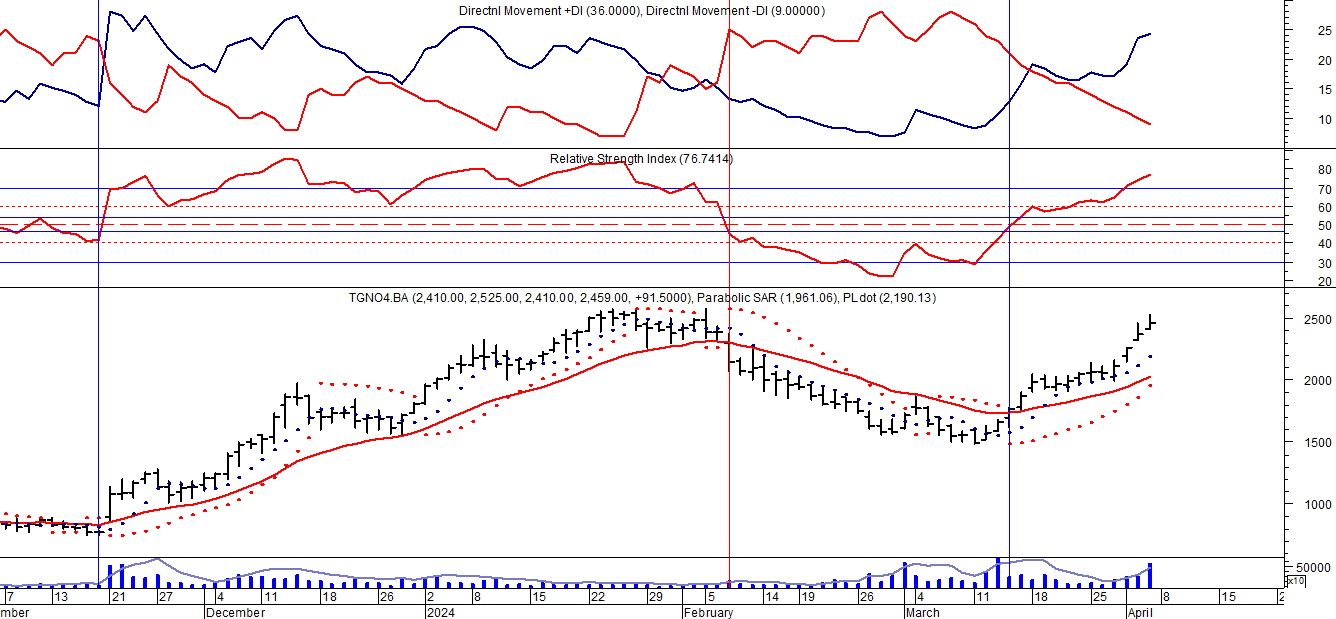 Directnl Movement +DI (36.0000), Directnl Movement -DI (9.00000)
25
20
15
10
Relative Strength Index (76.7414)
80
70
60
50
40
30
20
TGNO4.BA (2,410.00, 2,525.00, 2,410.00, 2,459.00, +91.5000), Parabolic SAR (1,961.06), PLdot (2,190.13)
2500
2000
1500
1000
50000
x10
7 13 21 27 4 11 18 26 2 8 15 22 29 5 14 19 26 4 11 18 25 1 8 15 2
mber December 2024 February March April